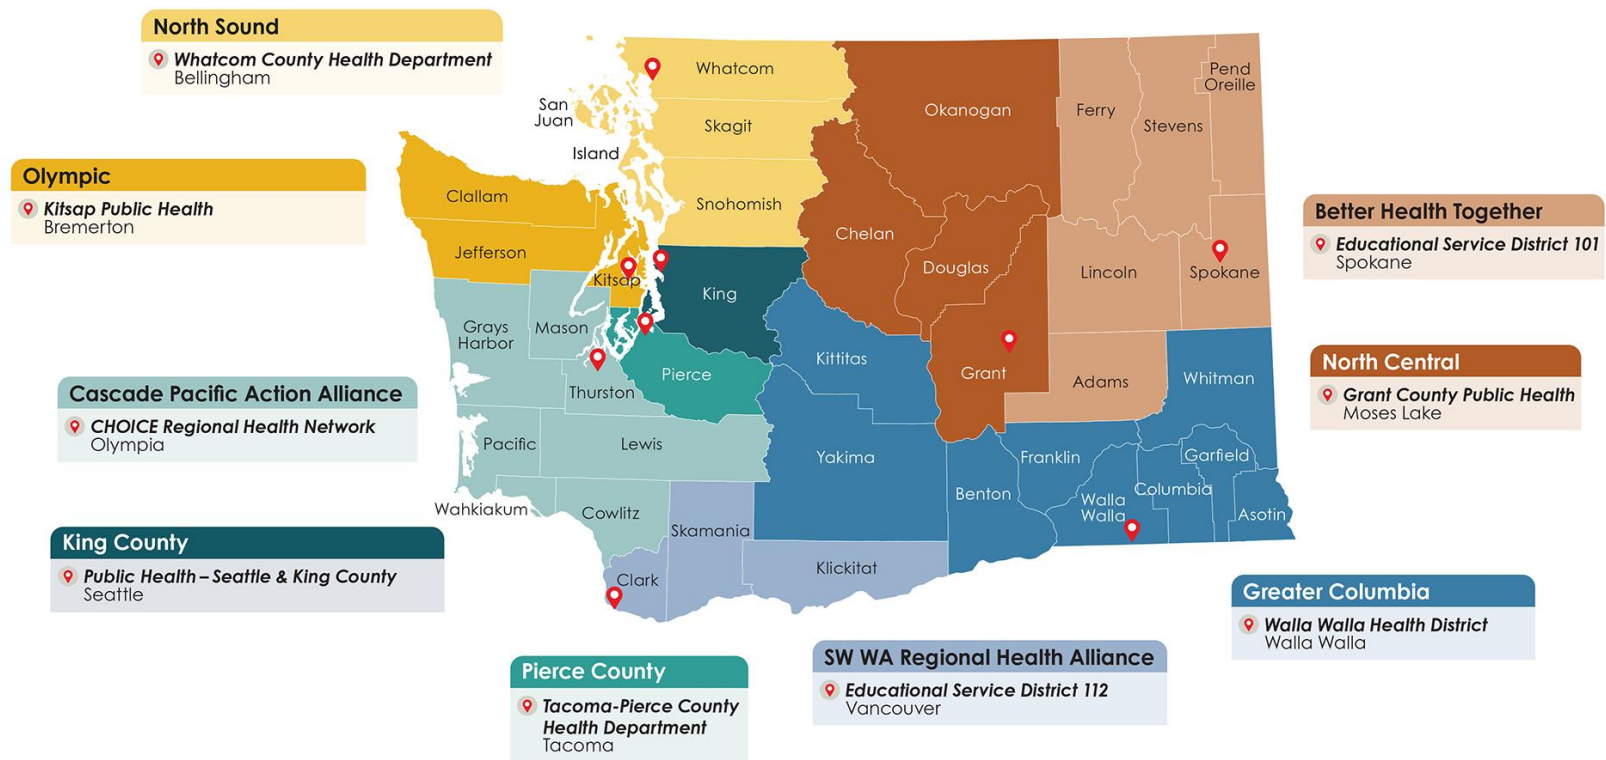 North Sound
Whatcom County Health Department
Bellingham
Olympic
Kitsap Public Health
Bremerton
Cascade Pacific Action Alliance
CHOICE Regional Health Network
Olympia
King County
Public Health – Seattle & King County
Seattle
Pierce County
Tacoma-Pierce County
Health Department
Tacoma
SW WA Regional Health Alliance
Educational Service District 112
Vancouver
Greater Columbia
Walla Walla Health District
Walla Walla
North Central
Grant County Public Health
Moses Lake
Better Health Together
Educational Service District 101
Spokane
Whatcom
San
Juan
Skagit
Island
Snohomish
Clallam
Jefferson
Kitsap
King
Grays
Harbor
Mason
Thurston
Pierce
Pacific
Lewis
Wahkiakum
Cowlitz
Skamania
Clark
Klickitat
Okanogan
Chelan
Douglas
Grant
Kittitas
Yakima
Benton
Franklin
Walla
Walla
Columbia
Garfield
Asotin
Whitman
Adams
Lincoln
Spokane
Ferry
Stevens
Pend
Oreille